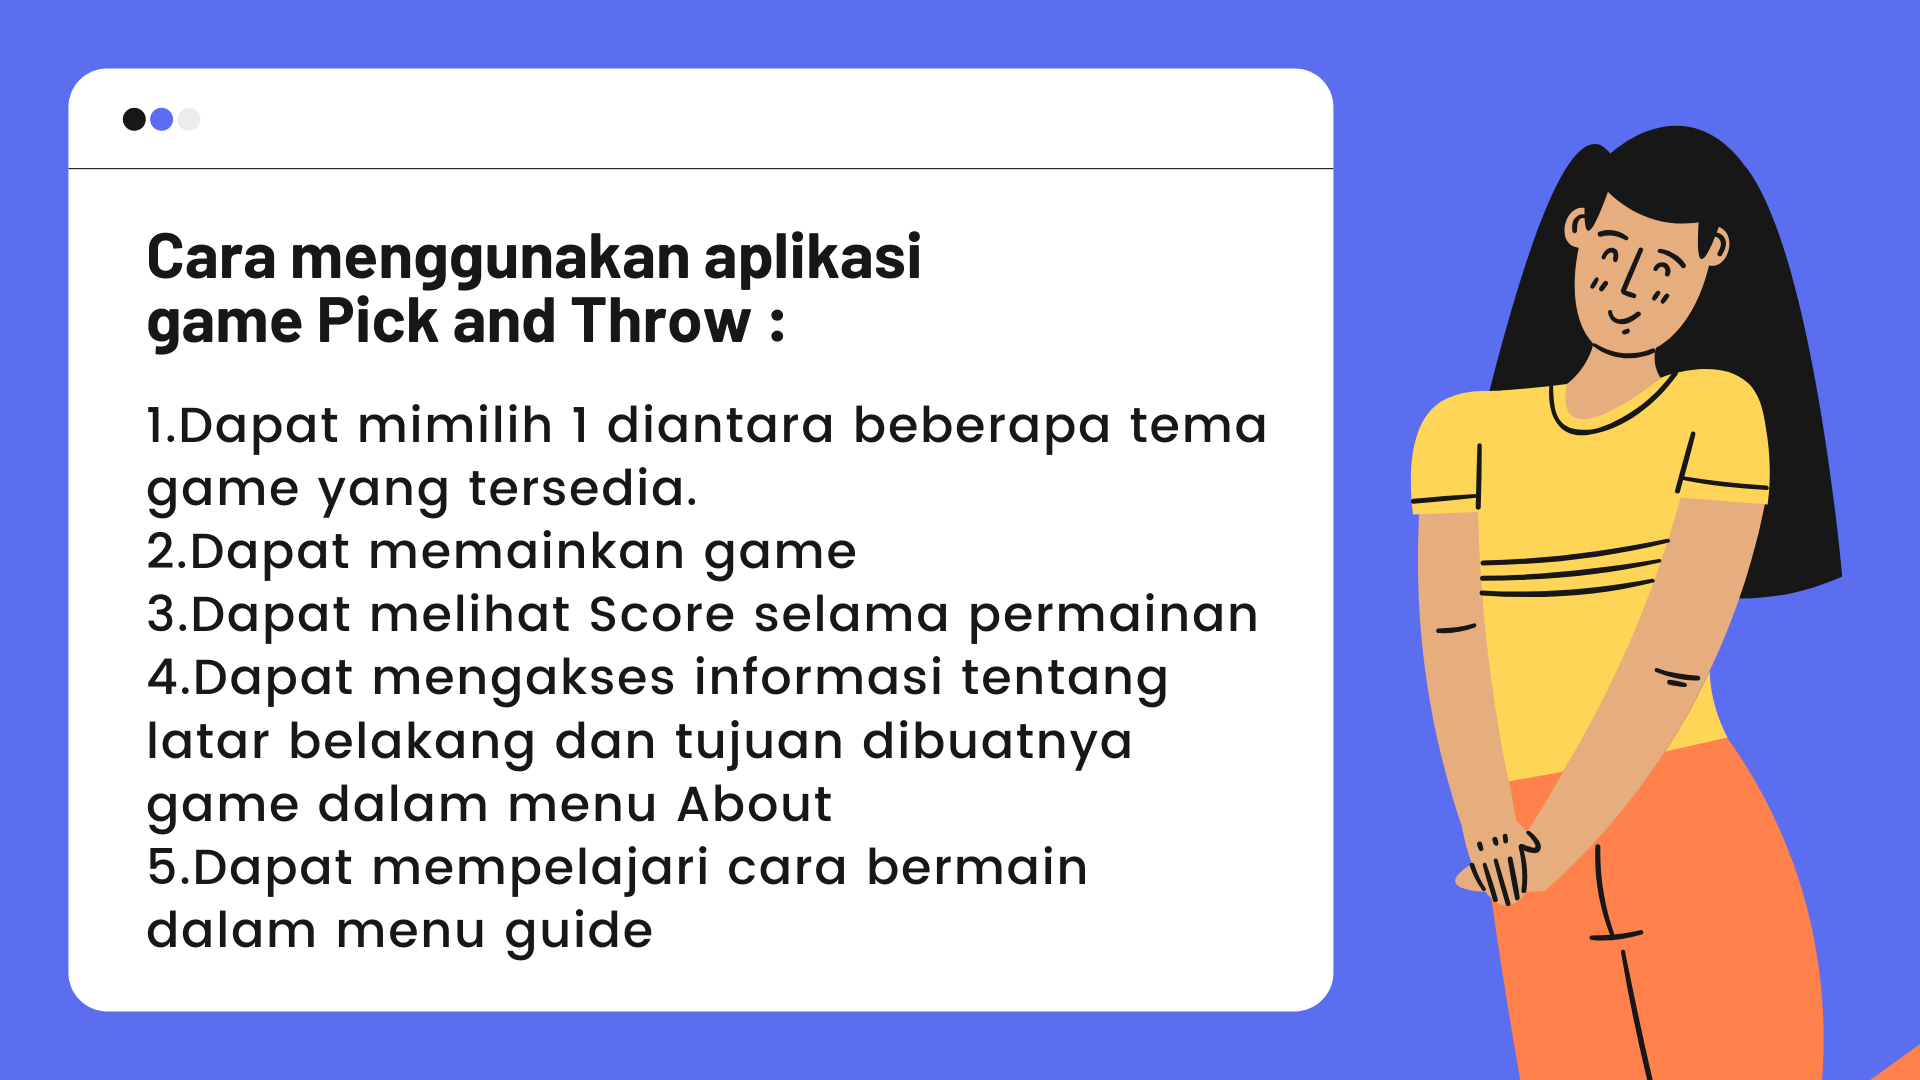 Cara menggunakan aplikasi
game Pick and Throw :
1.Dapat mimilih 1 diantara beberapa tema
game yang tersedia.
2.Dapat memainkan game
3.Dapat melihat Score selama permainan
4.Dapat mengakses informasi tentang
latar belakang dan tujuan dibuatnya
game dalam menu About
5.Dapat mempelajari cara bermain
dalam menu guide